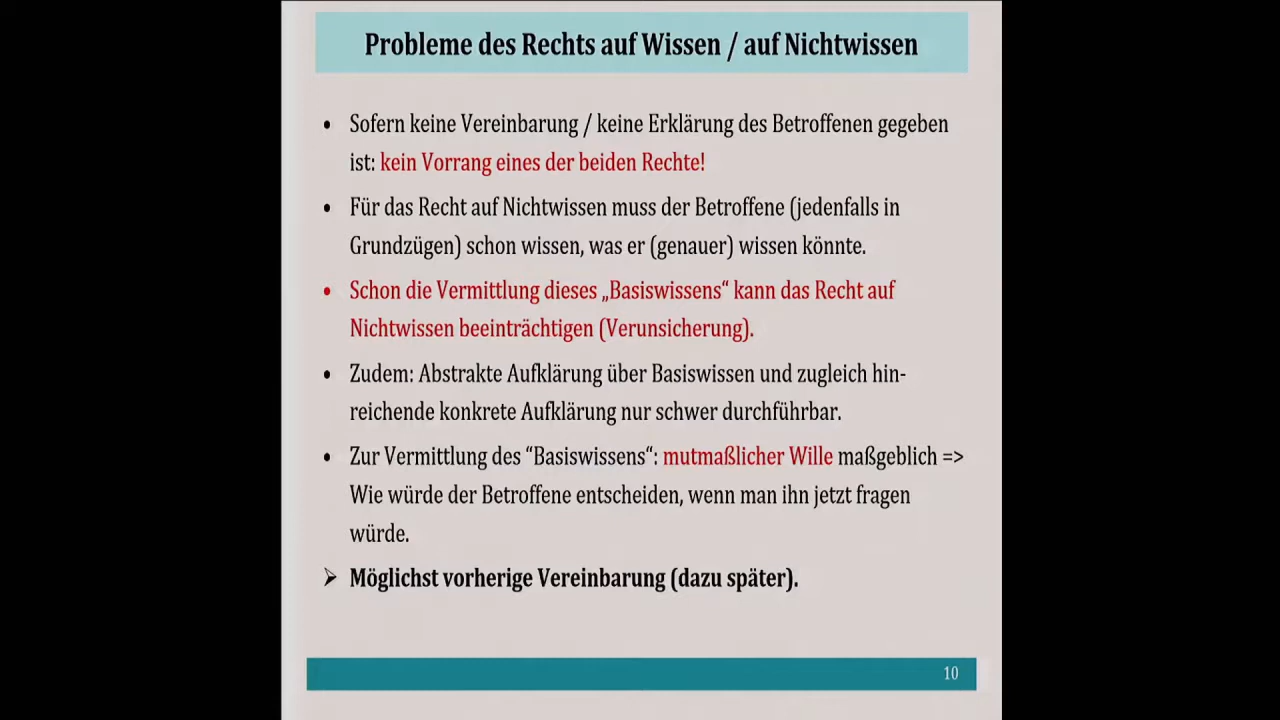 Probleme des Rechts auf Wissen / auf Nichtwissen
• Sofern keine Vereinbarung / keine Erklärung des Betroffenen gegeben
ist: kein Vorrang eines der beiden Rechte!
• Für das Recht auf Nichtwissen muss der Betroffene (jedenfalls in
Grundzügen) schon wissen, was er (genauer) wissen könnte.
• Schon die Vermittlung dieses „Basiswissens“ kann das Recht auf
Nichtwissen beeinträchtigen (Verunsicherung).
• Zudem: Abstrakte Aufklärung über Basiswissen und zugleich hin-
reichende konkrete Aufklärung nur schwer durchführbar.
• Zur Vermittlung des “Basiswissens“: mutmaßlicher Wille maßgeblich =>
Wie würde der Betroffene entscheiden, wenn man ihn jetzt fragen
würde.
➢ Möglichst vorherige Vereinbarung (dazu später).
10